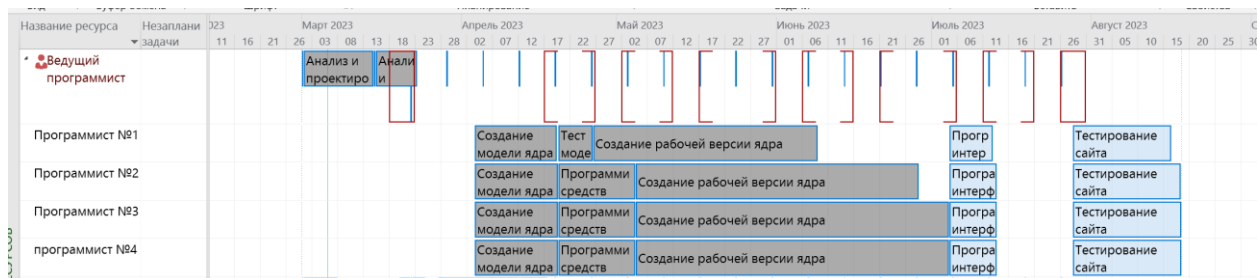 Название ресурса Незаплани 023 Март 2023 Апрель 2023 Май 2023 Июнь 2023 Июль 2023 Август 2023
задачи 11 16 21 26 03 08 13 18 23 28 02 07 12 17 22 27 02 07 12 17 22 27 01 06 11 16 21 26 01 06 11 16 21 26 31 05 10 15 20 25 30
Ведущий Анализ и Анали
программист проектиро и
Программист №1 Создание Тест Создание рабочей версии ядра Прогр Тестирование
модели ядра моде интер сайта
Программист №2 Создание Программи Создание рабочей версии ядра Програ Тестирование
модели ядра средств интерф сайта
Программист №3 Создание Программи Создание рабочей версии ядра Програ Тестирование
модели ядра средств интерф сайта
программист №4 Создание Программи Создание рабочей версии ядра Програ Тестирование
модели ядра средств интерф сайта